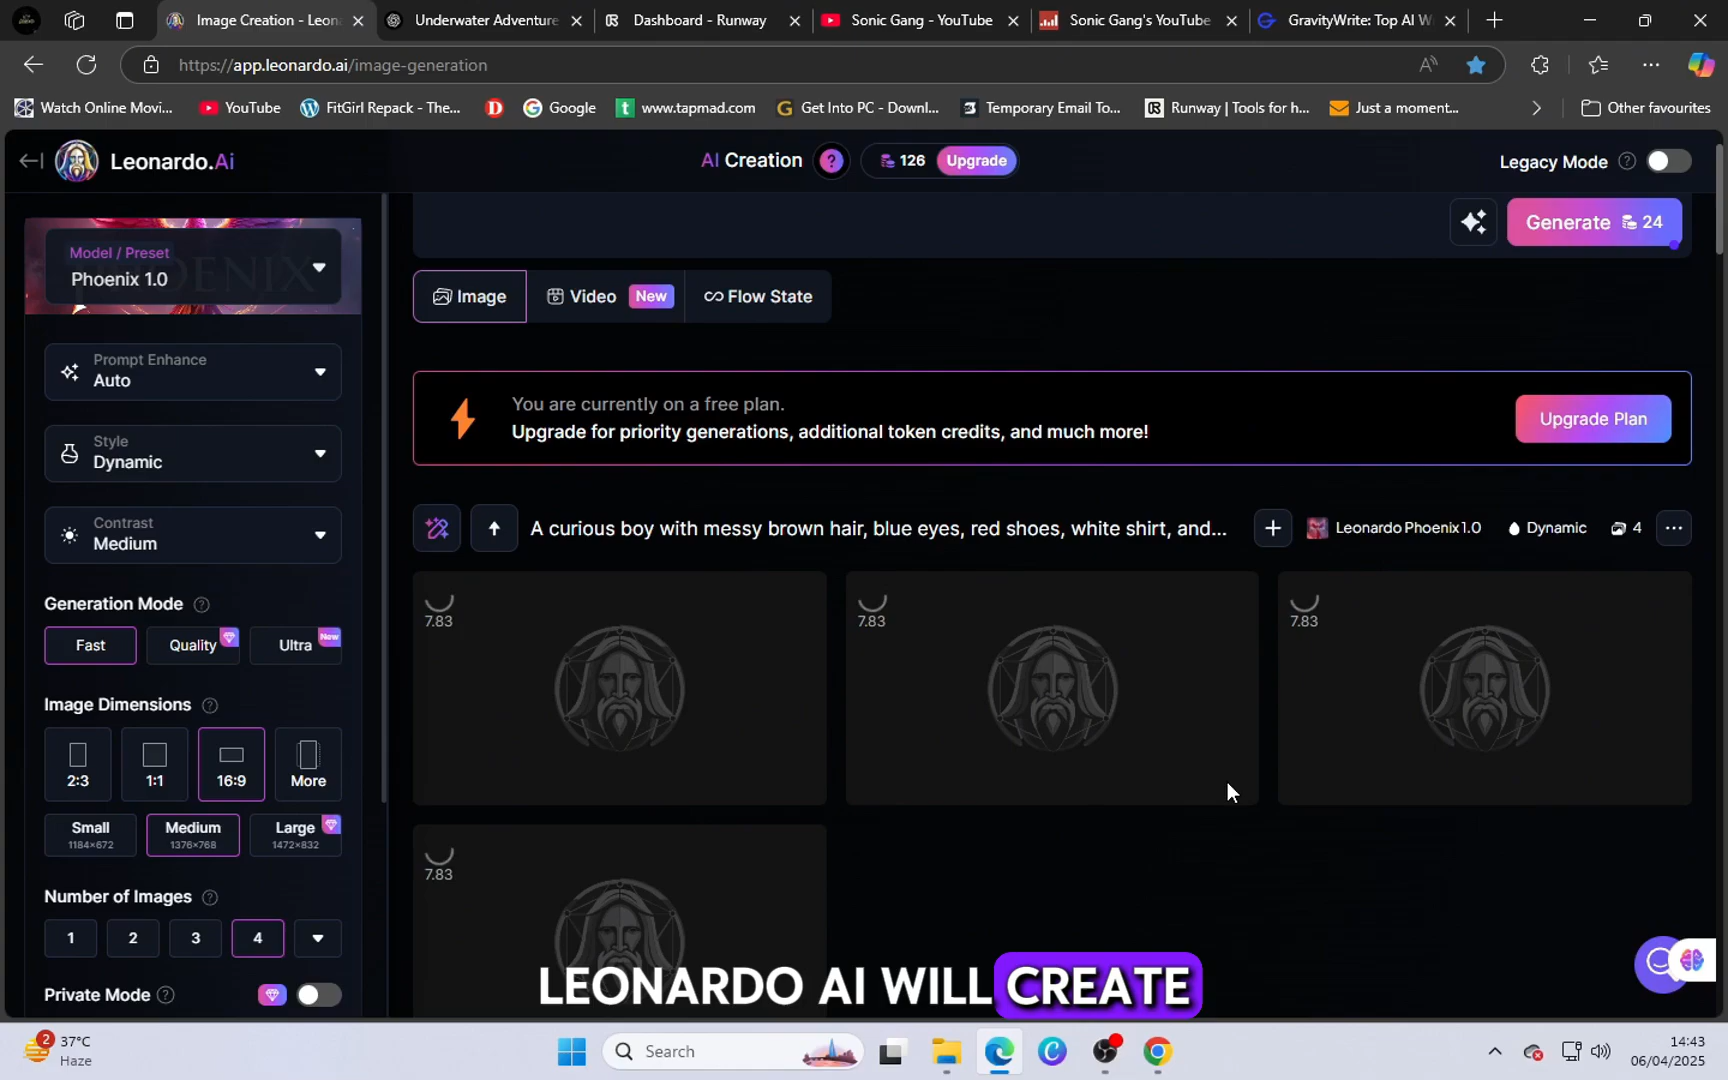 Image Creation - Leon
Underwater Adventure
Dashboard - Runway
Sonic Gang - YouTube
Sonic Gang's YouTube
GravityWrite: Top AI W
https://app.leonardo.ai/image-generation
Watch Online Movi...
YouTube
FitGirl Repack - The...
Google
www.tapmad.com
Get Into PC - Downl...
Temporary Email To...
Runway | Tools for h...
Just a moment...
Other favourites
Leonardo.Ai
AI Creation
?
126
Upgrade
Legacy Mode
Model / Preset
Phoenix 1.0
Generate 24
Image
Video
New
Flow State
Prompt Enhance
Auto
You are currently on a free plan.
Upgrade for priority generations, additional token credits, and much more!
Upgrade Plan
Style
Dynamic
Contrast
Medium
A curious boy with messy brown hair, blue eyes, red shoes, white shirt, and...
Leonardo Phoenix 1.0
Dynamic
4
Generation Mode
Fast
Quality
Ultra
New
7.83
7.83
7.83
Image Dimensions
2:3
1:1
16:9
More
Small
1184×672
Medium
1376×768
Large
1472×832
7.83
Number of Images
1
2
3
4
Private Mode
LEONARDO AI WILL CREATE
2
37°C
Haze
Search
14:43
06/04/2025